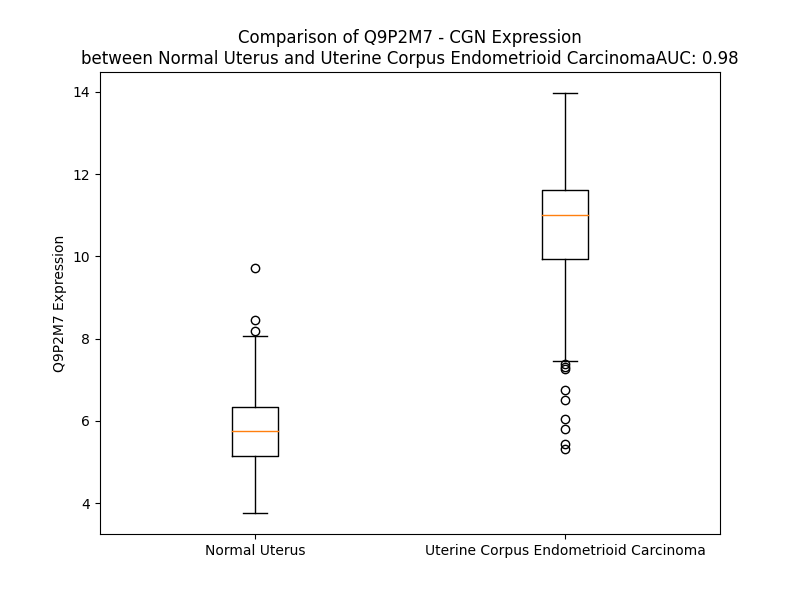 Comparison of Q9P2M7 - CGN Expression
between Normal Uterus and Uterine Corpus Endometrioid CarcinomaAUC: 0.98
14
12
10
8
6
4
Q9P2M7 Expression
Normal Uterus
Uterine Corpus Endometrioid Carcinoma